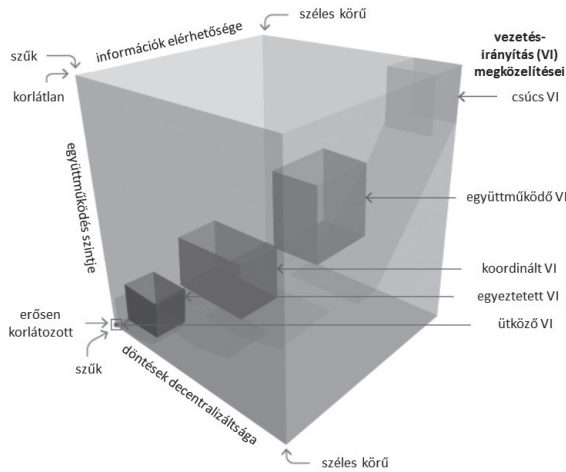 széles körű
információk elérhetősége
szűk
korlátlan
vezetés-
irányítás (VI)
megközelítései
csúcs VI
együttműködés szintje
együttműködő VI
koordinált VI
egyeztetett VI
ütköző VI
erősen
korlátozott
szűk
döntések decentralizáltsága
széles körű